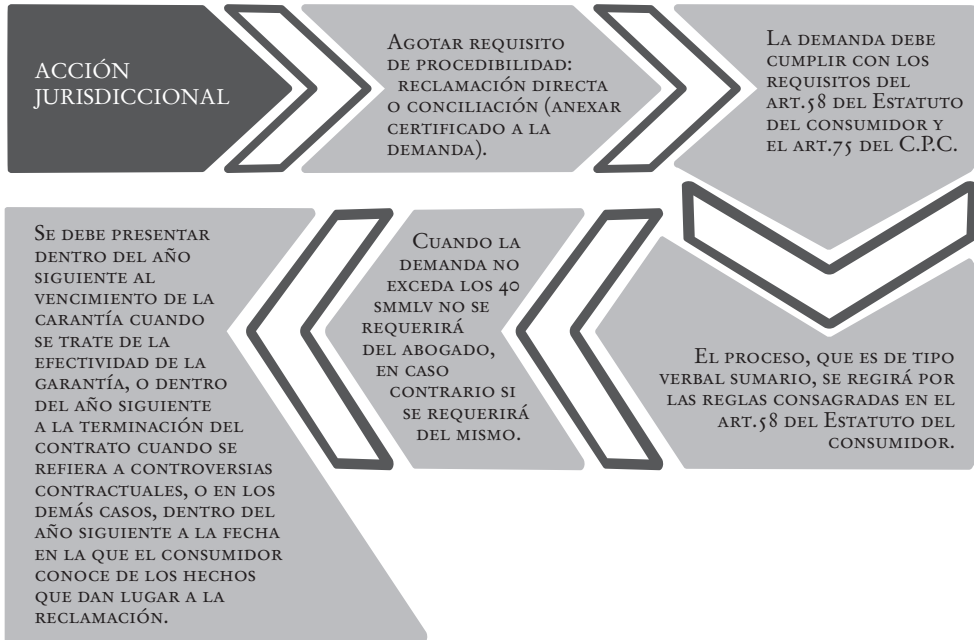 ACCIÓN
JURISDICCIONAL
Agotar requisito
de procedibilidad:
reclamación directa
o conciliación (anexar
certificado a la
demanda).
La demanda debe
cumplir con los
requisitos del
art.58 del Estatuto
del consumidor y
el art.75 del C.P.C.
El proceso, que es de tipo
verbal sumario, se regirá por
las reglas consagradas en el
art.58 del Estatuto del
consumidor.
Cuando la
demanda no
exceda los 40
smmlv no se
requerirá
del abogado,
en caso
contrario si
se requerirá
del mismo.
Se debe presentar
dentro del año
siguiente al
vencimiento de la
carantía cuando
se trate de la
efectividad de la
garantía, o dentro
del año siguiente
a la terminación del
contrato cuando se
refiera a controversias
contractuales, o en los
demás casos, dentro del
año siguiente a la fecha
en la que el consumidor
conoce de los hechos
que dan lugar a la
reclamación.